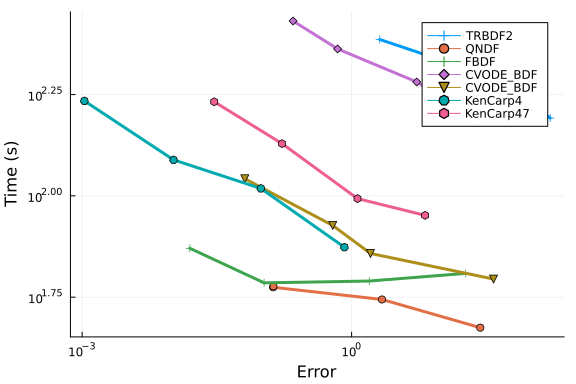 TRBDF2
QNDF
FBDF
CVODE_BDF
CVODE_BDF
KenCarp4
KenCarp47
Time (s)
10^2.25
10^2.00
10^1.75
10^-3
10^0
Error